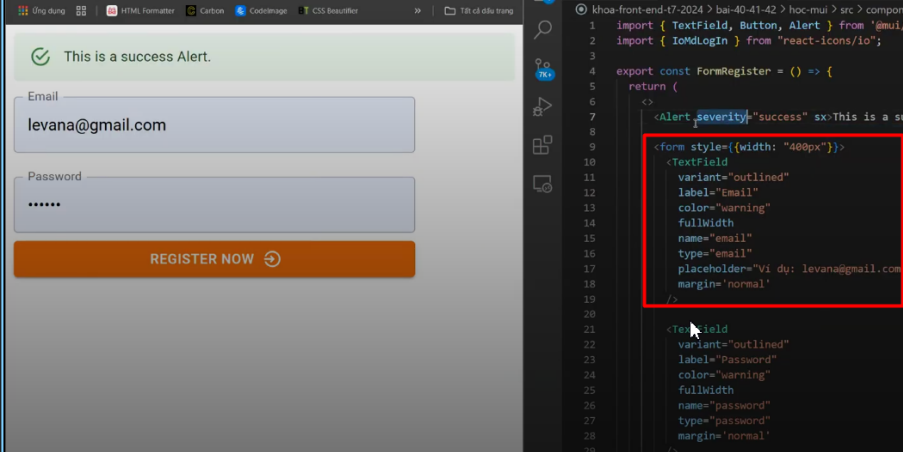 Ứng dụng
HTML Formatter
Carbon
CodeImage
CSS Beautifier
»
Tất cả dấu trang
This is a success Alert.
Email
levana@gmail.com
Password
••••••
REGISTER NOW
7K+
khoa-front-end-t7-2024 > bai-40-41-42 > hoc-mui > src > compon
1 import { TextField, Button, Alert } from '@mui/
2 import { IoMdLogIn } from "react-icons/io";
3
4 export const FormRegister = () => {
5 return (
6 <>
7 <Alert severity="success" sx>This is a su
8
9 <form style={{width: "400px"}}>
10 <TextField
11 variant="outlined"
12 label="Email"
13 color="warning"
14 fullWidth
15 name="email"
16 type="email"
17 placeholder="Ví dụ: levana@gmail.com
18 margin='normal'
19 />
20
21 <TextField
22 variant="outlined"
23 label="Password"
24 color="warning"
25 fullWidth
26 name="password"
27 type="password"
28 margin='normal'
29 />